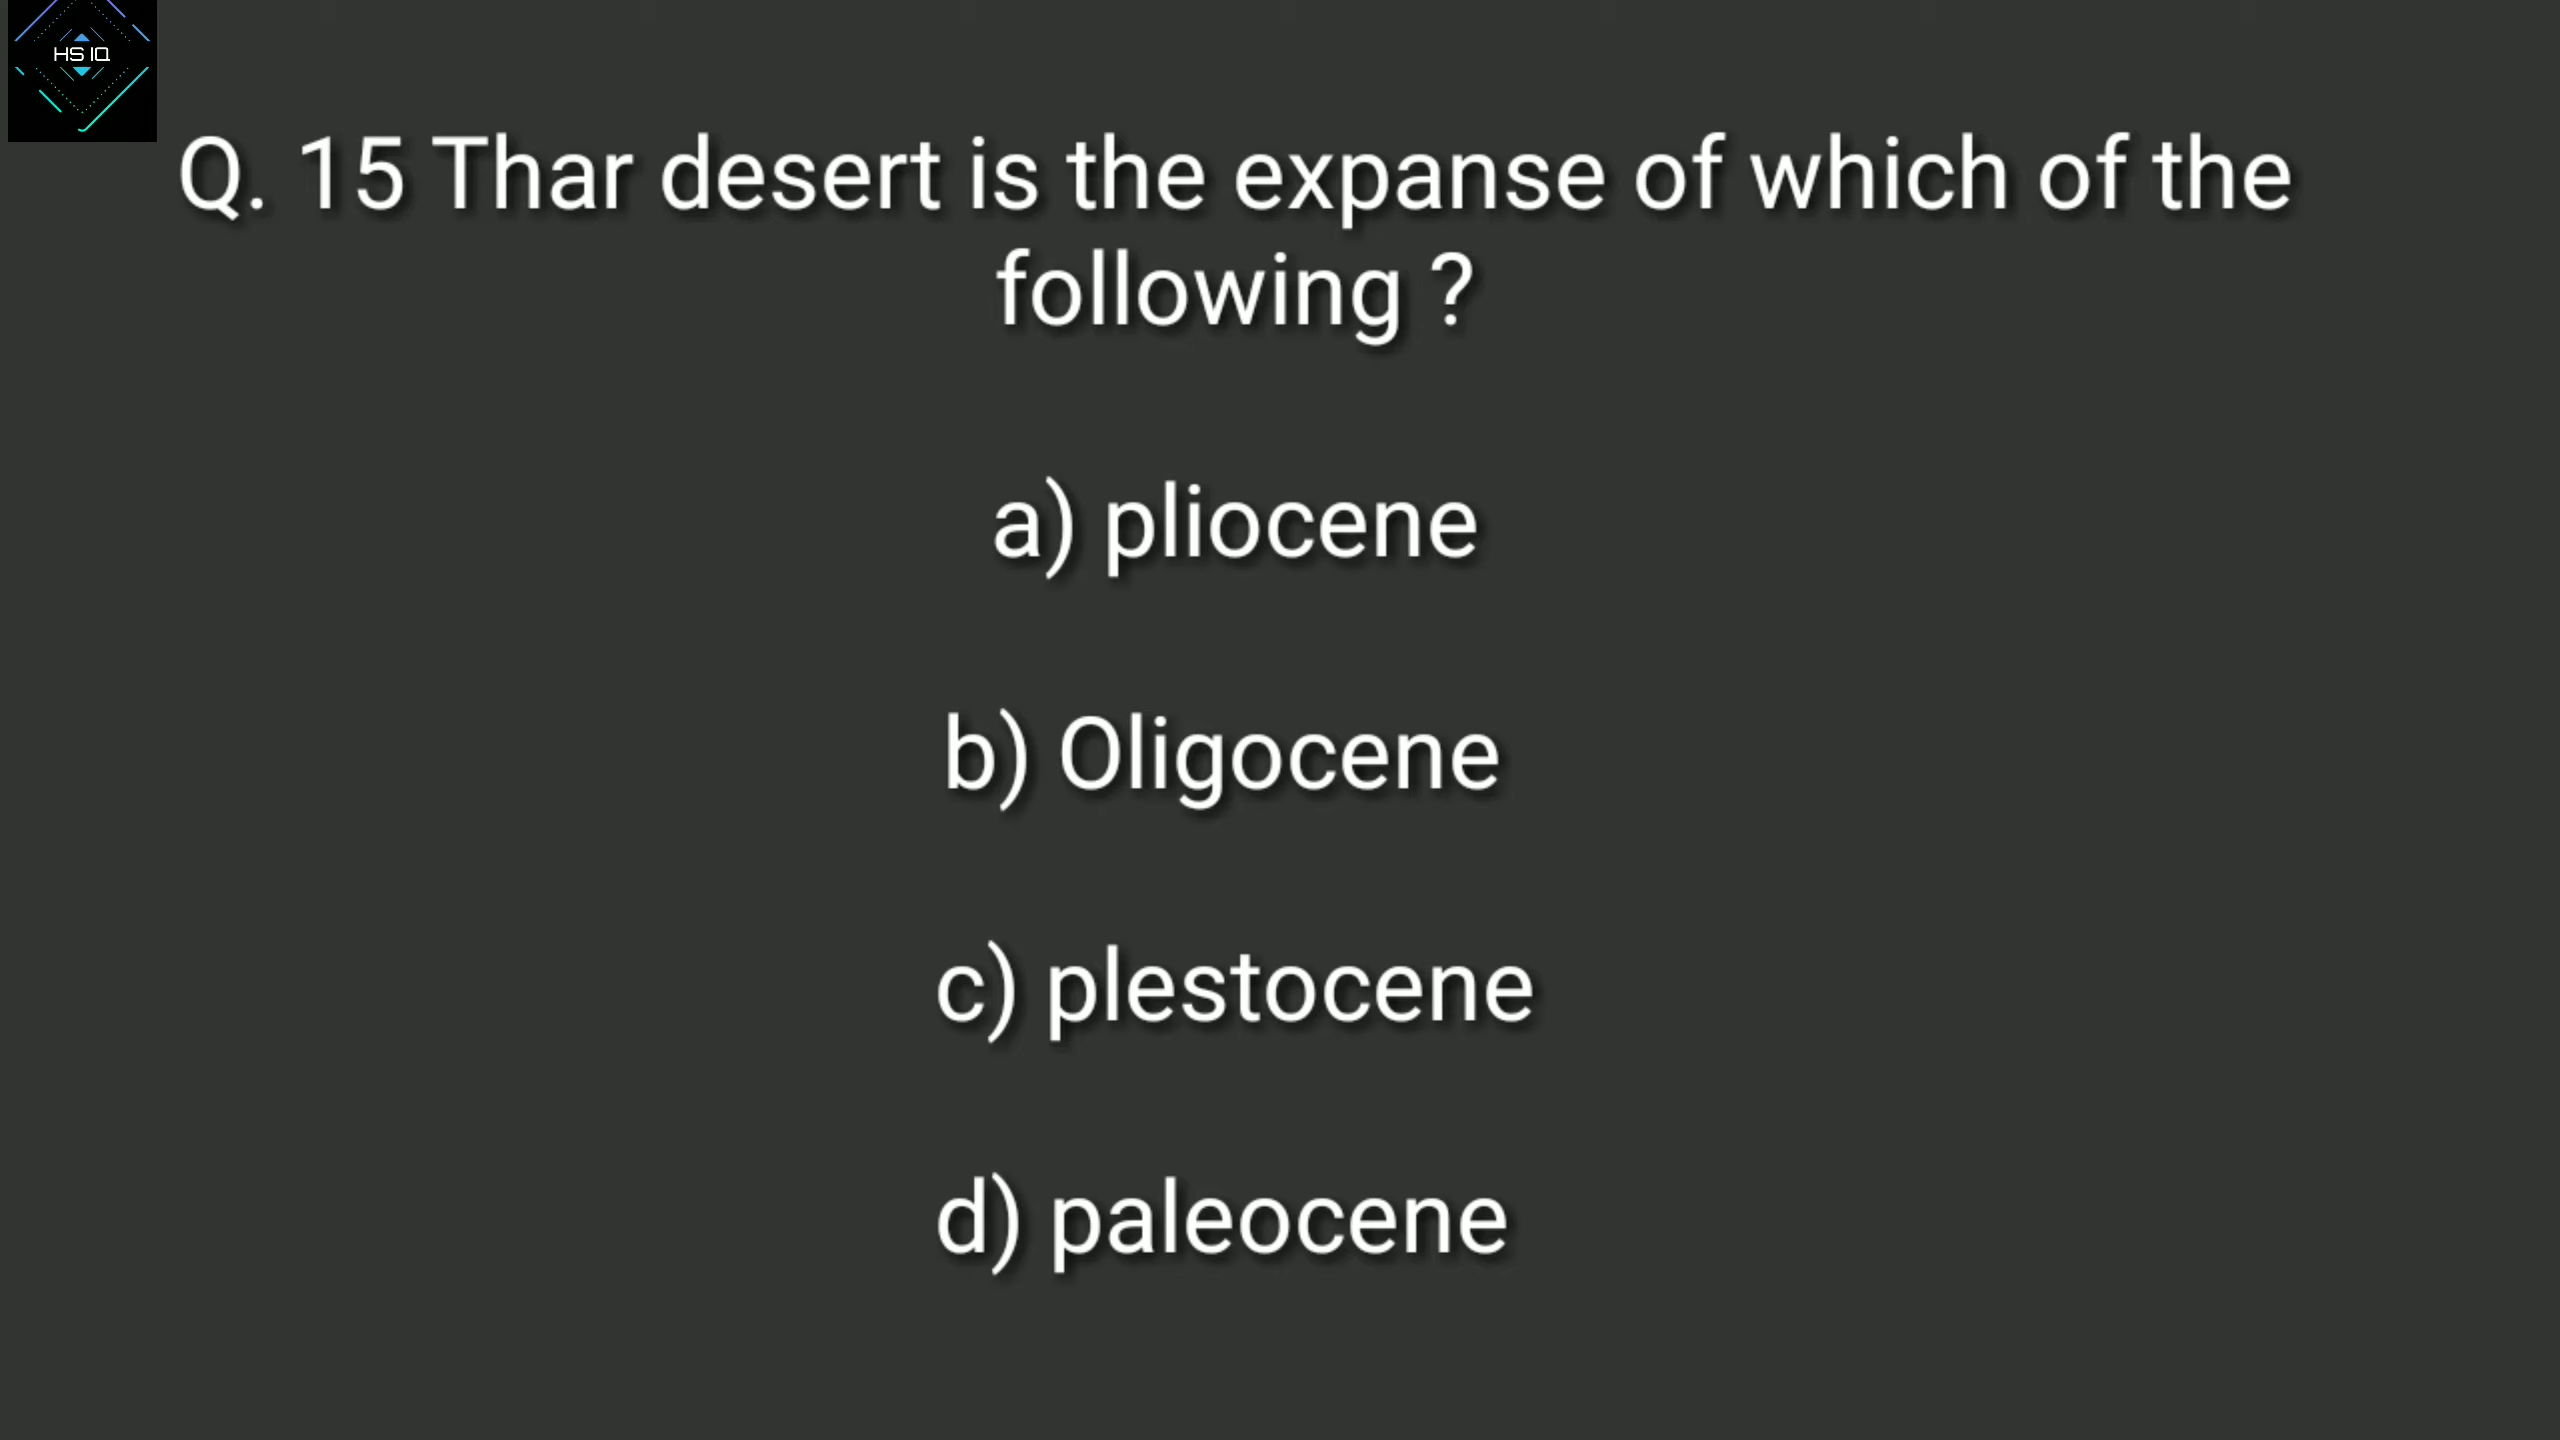 HS IQ
Q. 15 Thar desert is the expanse of which of the
following ?
a) pliocene
b) Oligocene
c) plestocene
d) paleocene